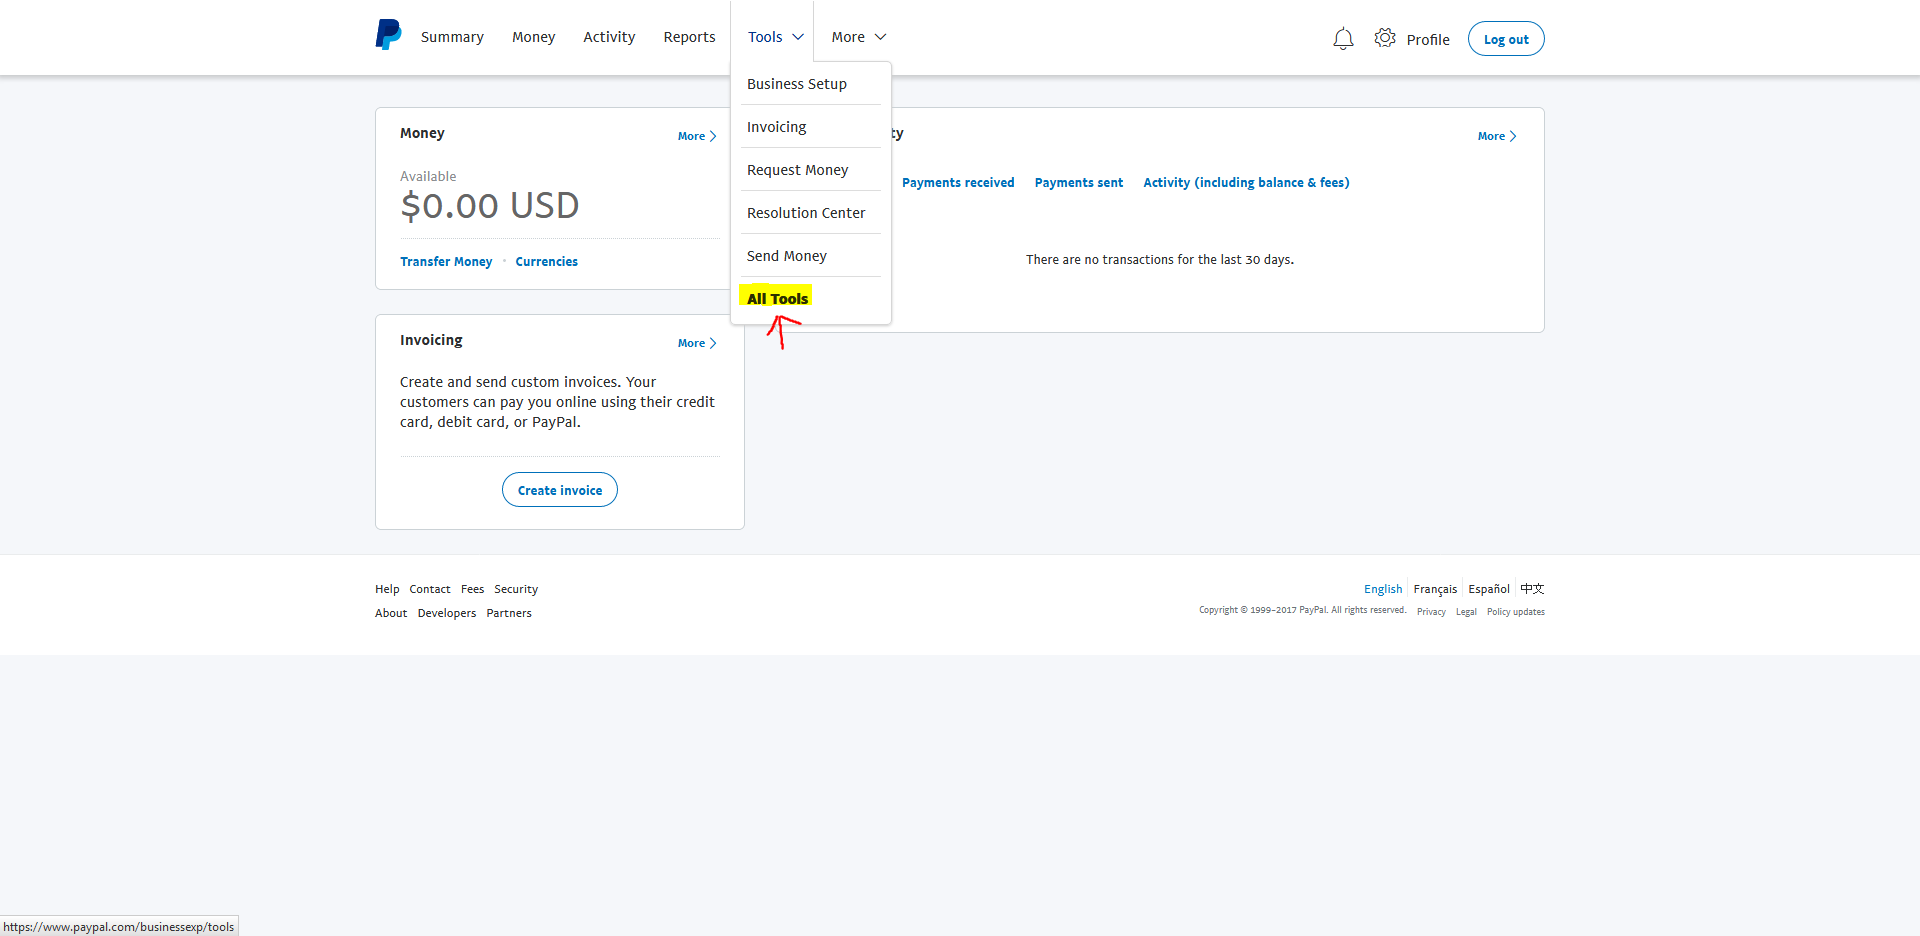 Summary Money Activity Reports Tools More Profile Log out
Business Setup
Invoicing
Request Money
Resolution Center
Send Money
All Tools
Money More
Available
$0.00 USD
Transfer Money • Currencies
ty More
Payments received Payments sent Activity (including balance & fees)
There are no transactions for the last 30 days.
Invoicing More
Create and send custom invoices. Your
customers can pay you online using their credit
card, debit card, or PayPal.
Create invoice
Help Contact Fees Security
About Developers Partners
English Français Español 中文
Copyright © 1999-2017 PayPal. All rights reserved. Privacy Legal Policy updates
https://www.paypal.com/businessexp/tools